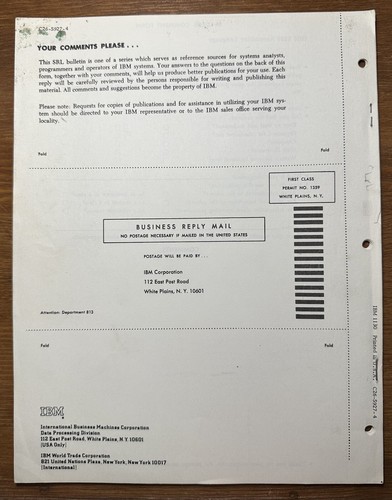 C26-5927-4
YOUR COMMENTS PLEASE . . .
This SRL bulletin is one of a series which serves as reference sources for systems analysts,
programmers and operators of IBM systems. Your answers to the questions on the back of this
form, together with your comments, will help us produce better publications for your use. Each
reply will be carefully reviewed by the persons responsible for writing and publishing this
material. All comments and suggestions become the property of IBM.
Please note: Requests for copies of publications and for assistance in utilizing your IBM sys-
tem should be directed to your IBM representative or to the IBM sales office serving your
locality.
Fold
Fold
FIRST CLASS
PERMIT NO. 1359
WHITE PLAINS, N. Y.
BUSINESS REPLY MAIL
NO POSTAGE NECESSARY IF MAILED IN THE UNITED STATES
POSTAGE WILL BE PAID BY . . .
IBM Corporation
112 East Post Road
White Plains, N. Y. 10601
Attention: Department 813
IBM 1130 Printed in U.S.A. C26-5927-4
Fold
Fold
IBM
International Business Machines Corporation
Data Processing Division
112 East Post Road, White Plains, N.Y. 10601
[USA Only]
IBM World Trade Corporation
821 United Nations Plaza, New York, New York 10017
[International]